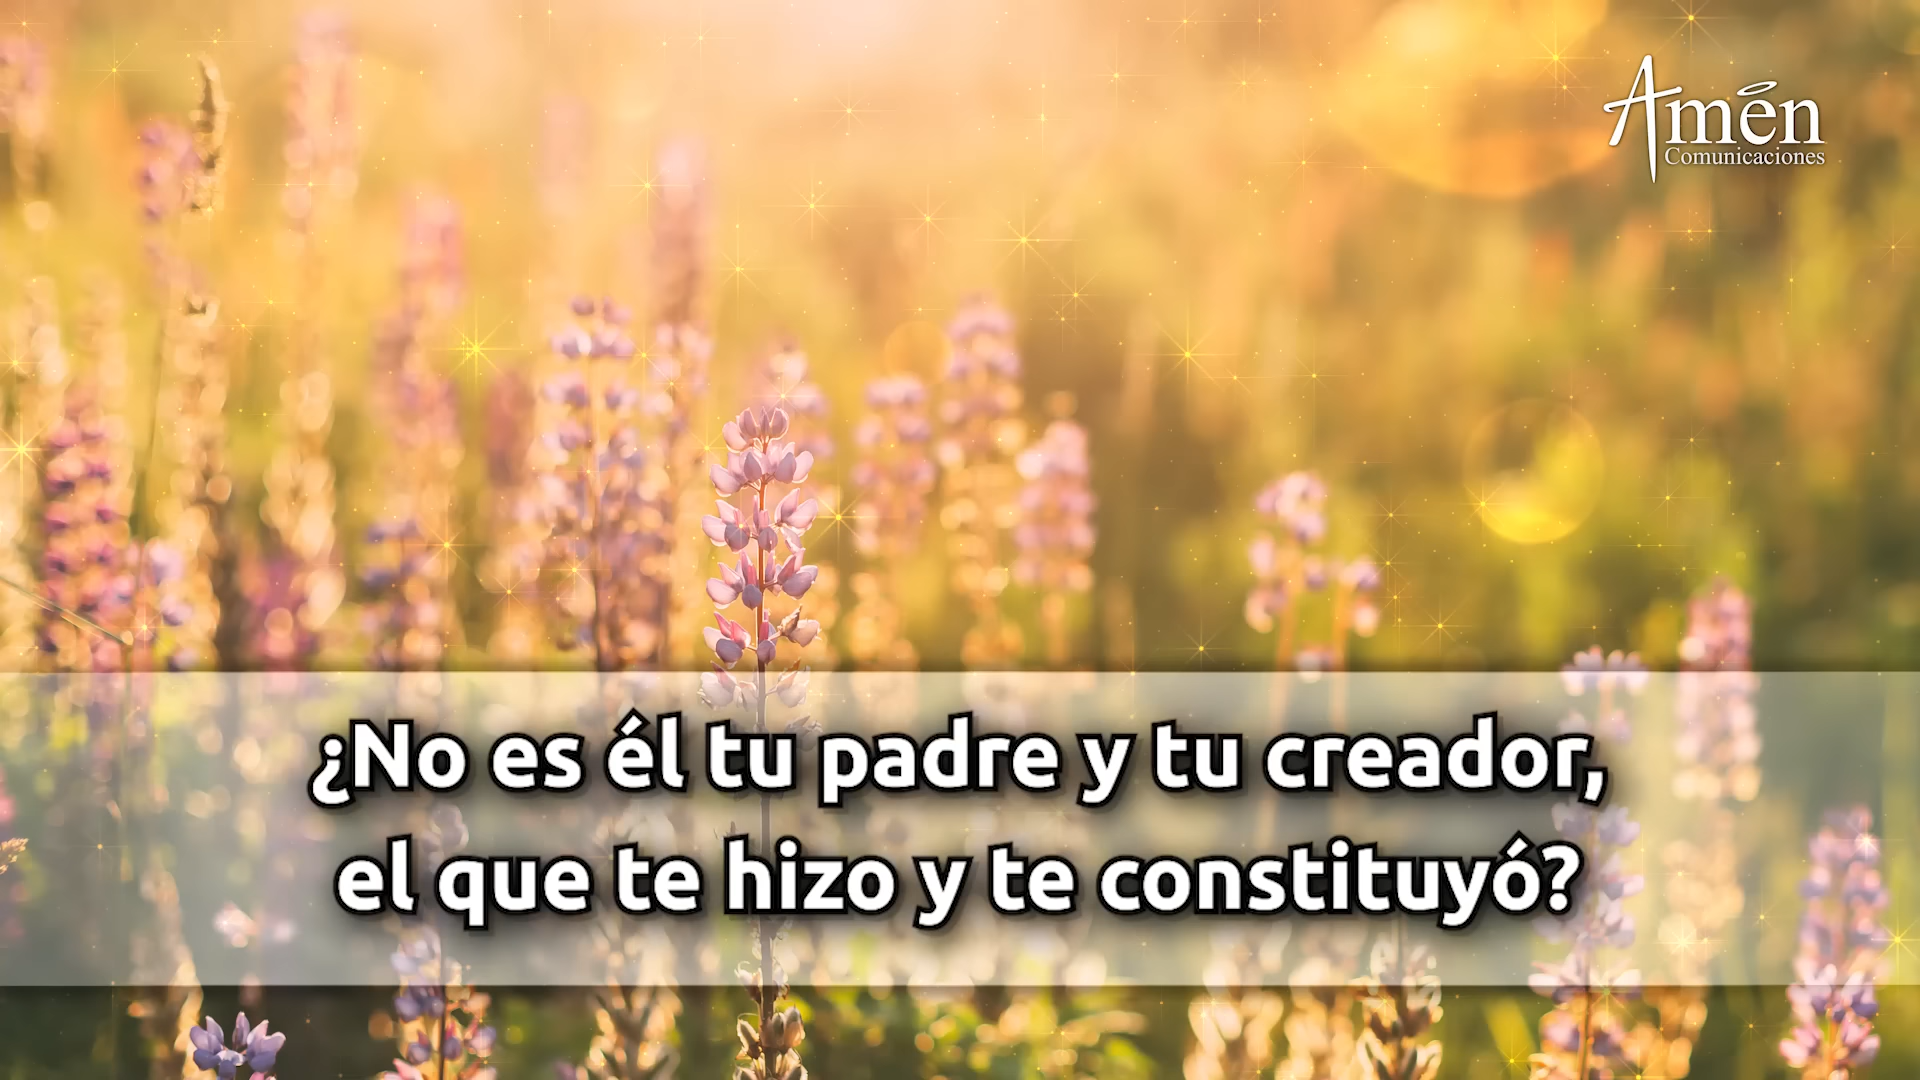 Amén
Comunicaciones
¿No es él tu padre y tu creador,
el que te hizo y te constituyó?